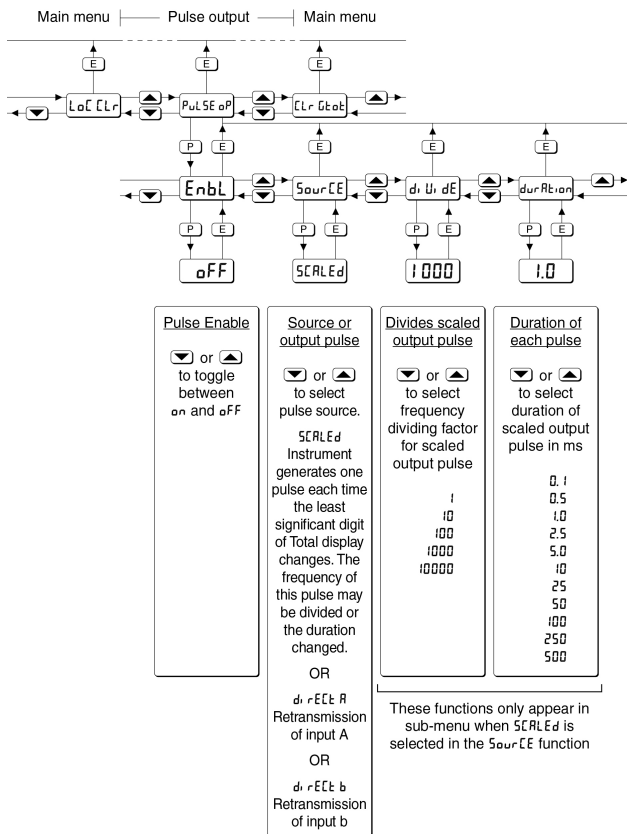 Main menu Pulse output Main menu
E E E
LoC CLr PuLSE oP CLr Gtot
P E E E E
EnbL SourCE di Vi dE durAtion
P E P E P E P E
oFF SCALEd 1000 1.0
Pulse Enable
▼ or ▲
to toggle
between
on and oFF
Source or
output pulse
▼ or ▲
to select
pulse source.
SCALEd
Instrument
generates one
pulse each time
the least
significant digit
of Total display
changes. The
frequency of
this pulse may
be divided or
the duration
changed.
OR
di rECt A
Retransmission
of input A
OR
di rECt b
Retransmission
of input b
Divides scaled
output pulse
▼ or ▲
to select
frequency
dividing factor
for scaled
output pulse
1
10
100
1000
10000
Duration of
each pulse
▼ or ▲
to select
duration of
scaled output
pulse in ms
0.1
0.5
1.0
2.5
5.0
10
25
50
100
250
500
These functions only appear in
sub-menu when SCALEd is
selected in the SourCE function